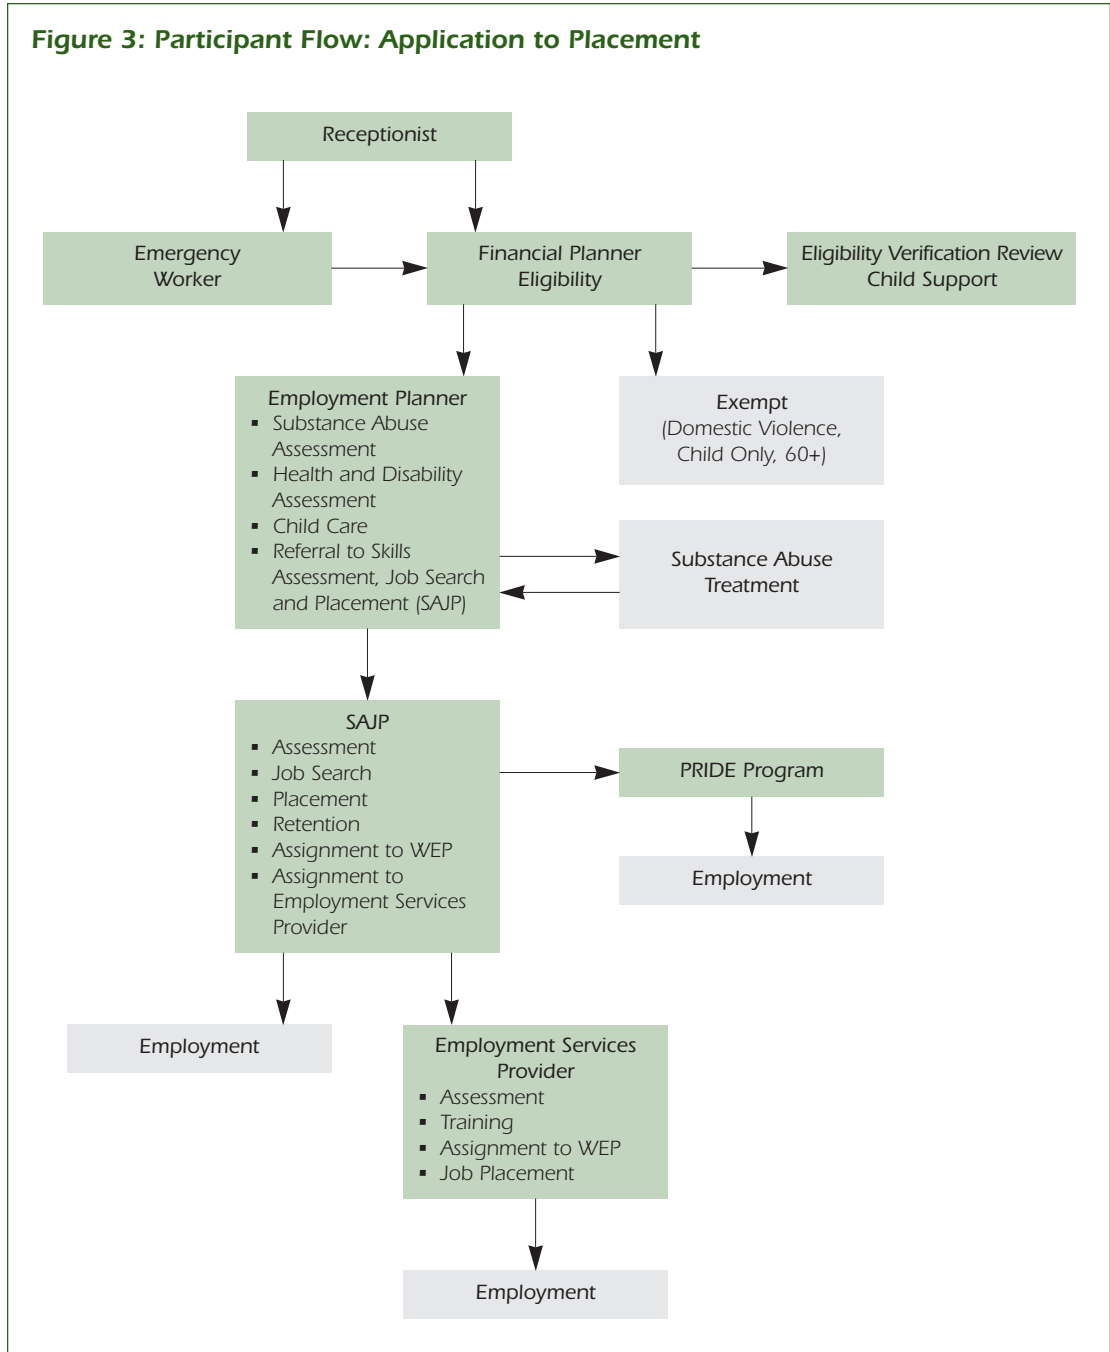 Figure 3: Participant Flow: Application to Placement
Receptionist
Emergency
Worker
Financial Planner
Eligibility
Eligibility Verification Review
Child Support
Employment Planner
▪ Substance Abuse
Assessment
▪ Health and Disability
Assessment
▪ Child Care
▪ Referral to Skills
Assessment, Job Search
and Placement (SAJP)
Exempt
(Domestic Violence,
Child Only, 60+)
Substance Abuse
Treatment
SAJP
▪ Assessment
▪ Job Search
▪ Placement
▪ Retention
▪ Assignment to WEP
▪ Assignment to
Employment Services
Provider
PRIDE Program
Employment
Employment
Employment Services
Provider
▪ Assessment
▪ Training
▪ Assignment to WEP
▪ Job Placement
Employment